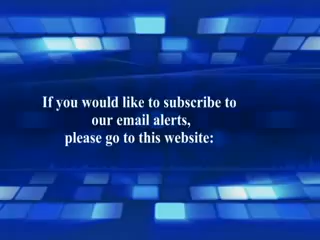 If you would like to subscribe to
our email alerts,
please go to this website: